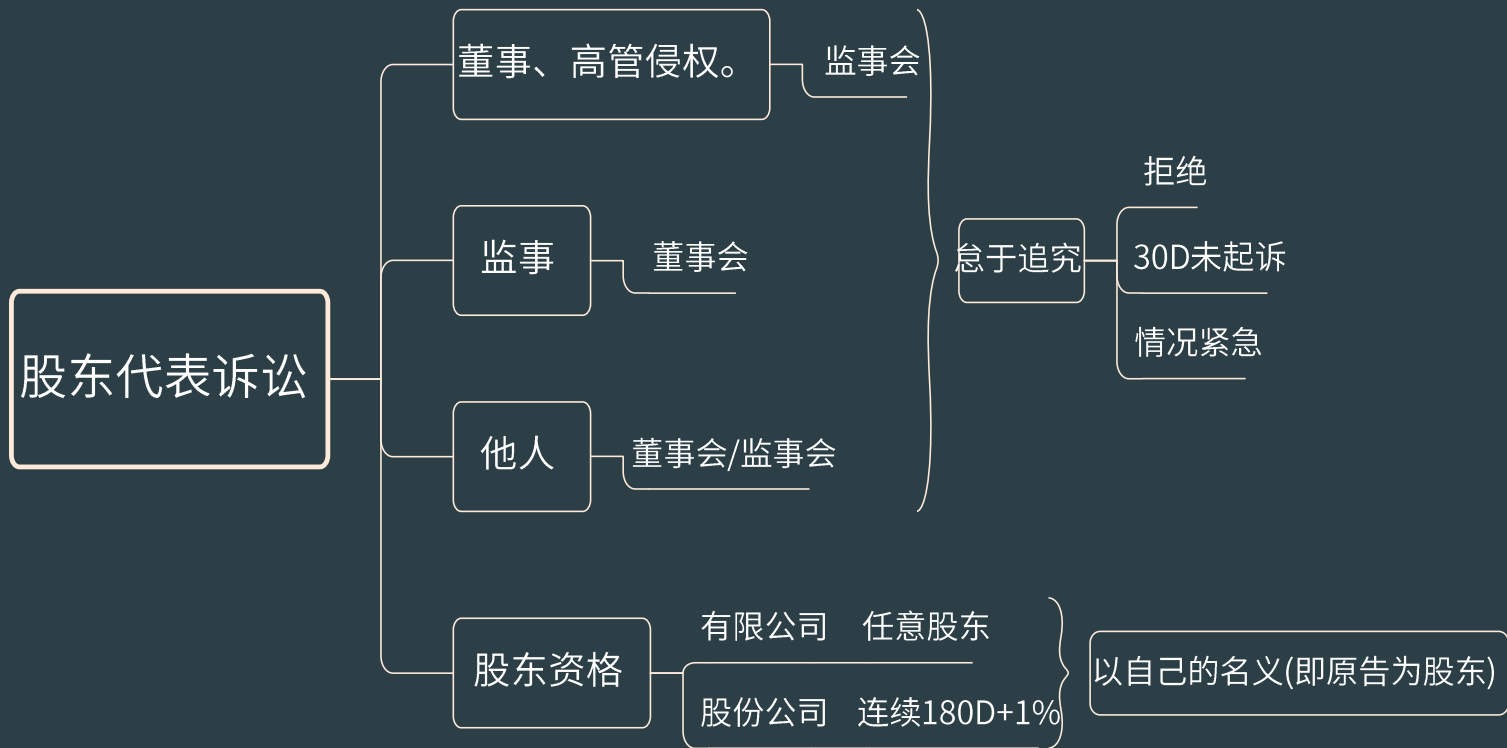 股东代表诉讼
董事、高管侵权。
监事会
监事
董事会
他人
董事会/监事会
怠于追究
拒绝
30D未起诉
情况紧急
股东资格
有限公司 任意股东
股份公司 连续180D+1%
以自己的名义(即原告为股东)